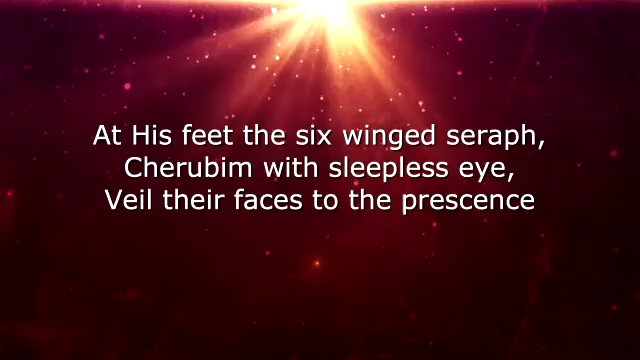 At His feet the six winged seraph,
Cherubim with sleepless eye,
Veil their faces to the prescence